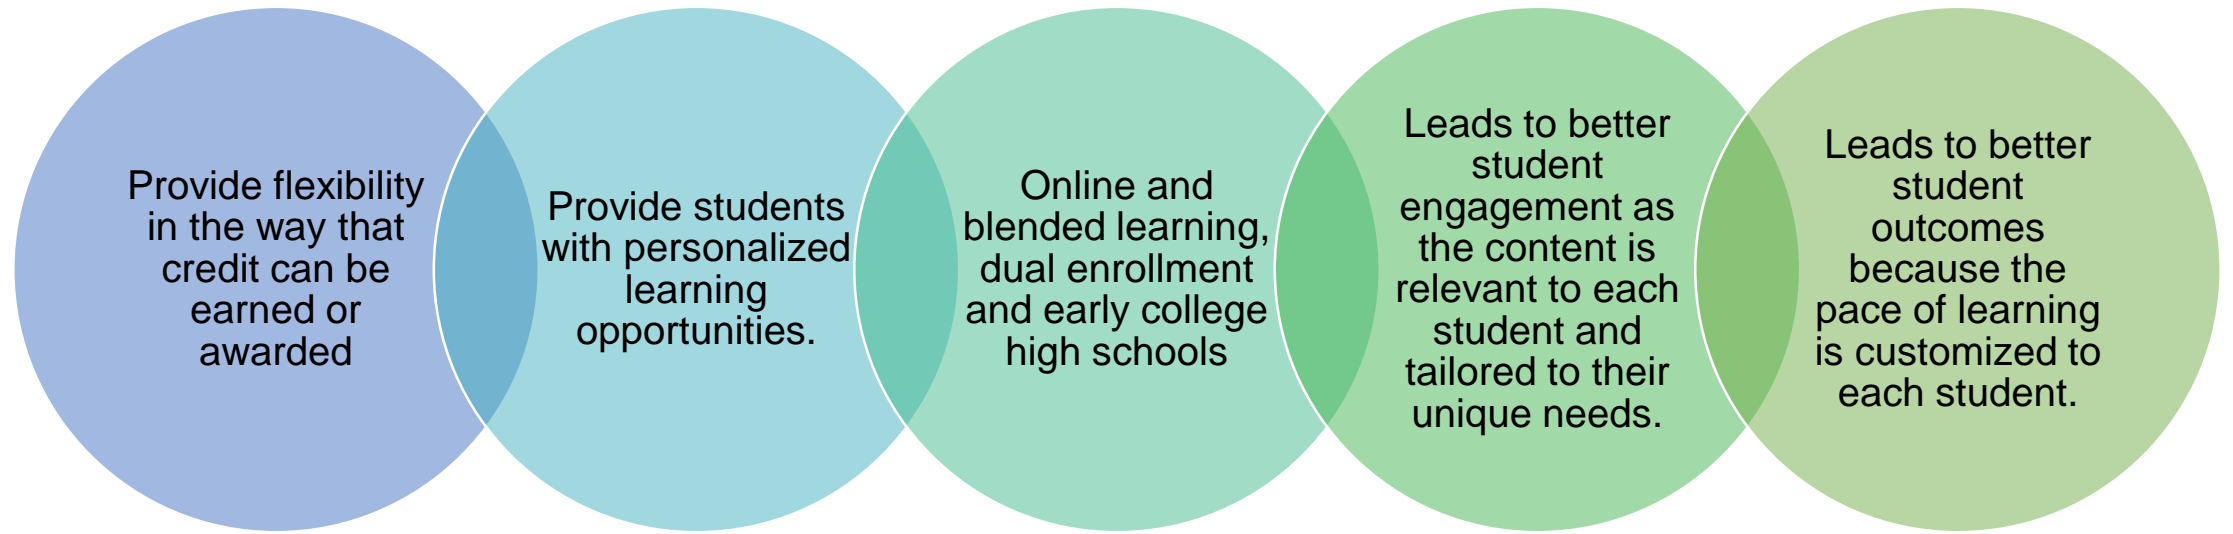 Provide flexibility
in the way that
credit can be
earned or
awarded
Provide students
with personalized
learning
opportunities.
Online and
blended learning,
dual enrollment
and early college
high schools
Leads to better
student
engagement as
the content is
relevant to each
student and
tailored to their
unique needs.
Leads to better
student
outcomes
because the
pace of learning
is customized to
each student.